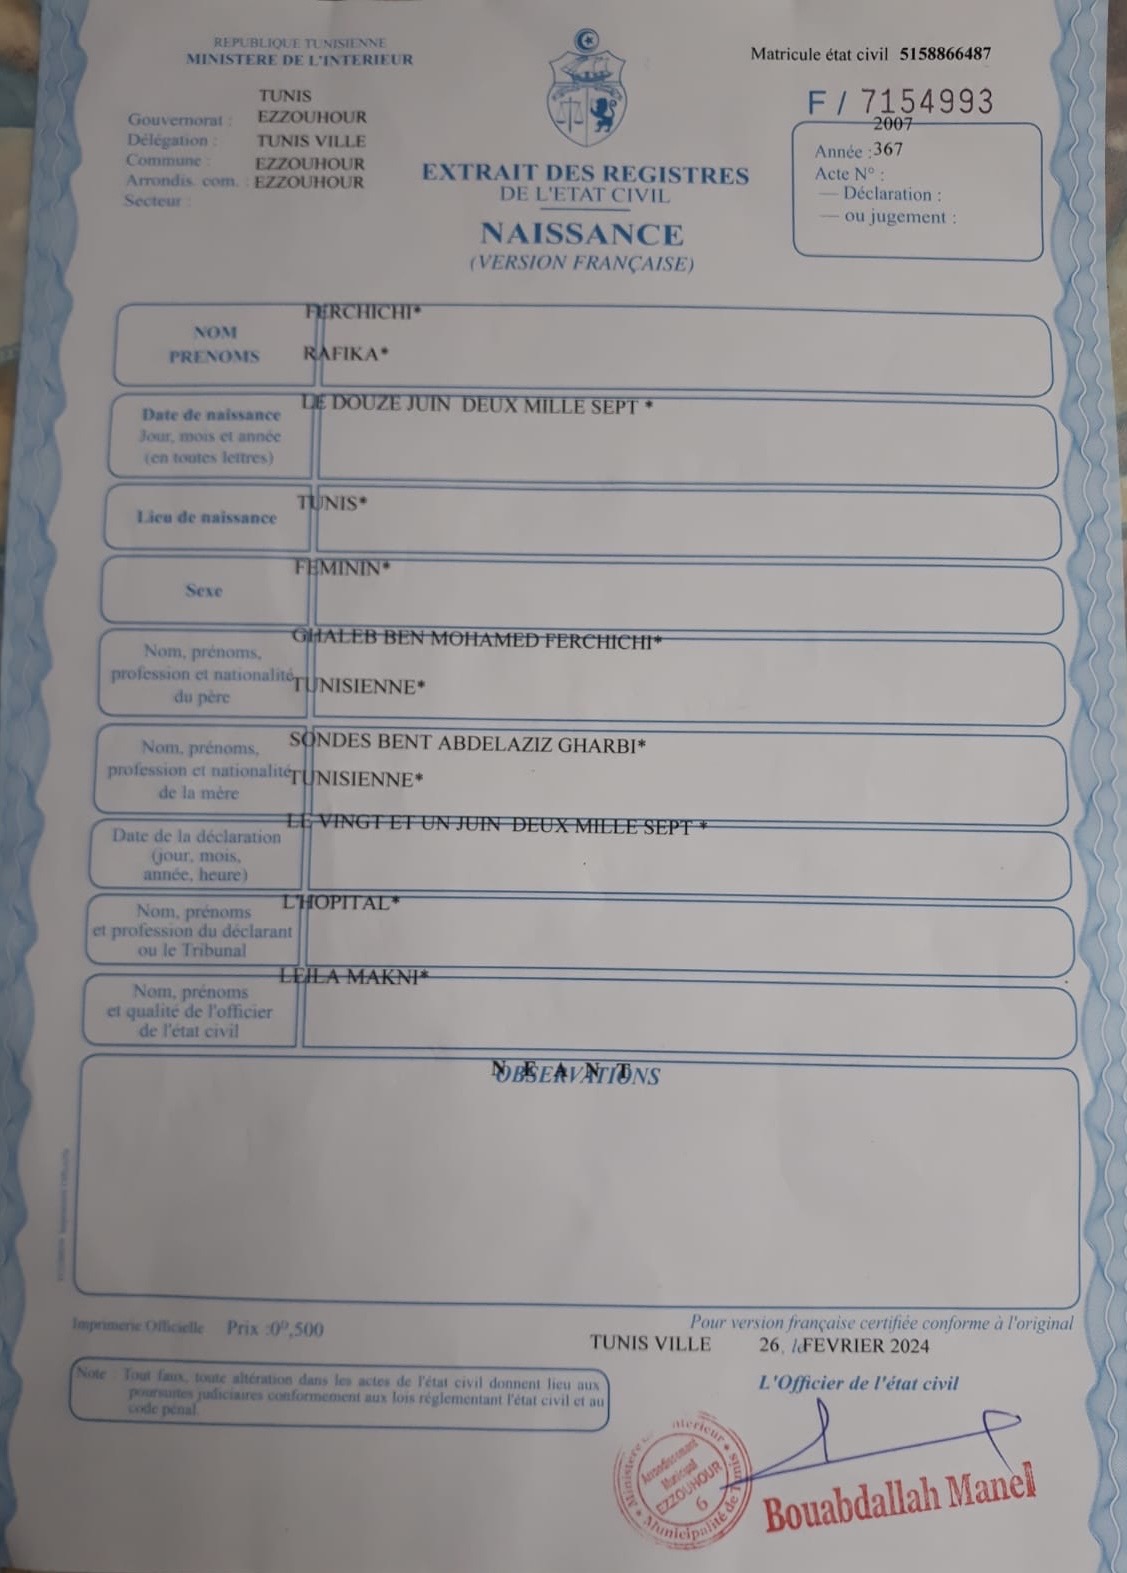 REPUBLIQUE TUNISIENNE
MINISTERE DE L'INTERIEUR
Matricule état civil 5158866487
F / 7154993
TUNIS
Gouvernorat : EZZOUHOUR
Délégation : TUNIS VILLE
Commune : EZZOUHOUR
Arrondis. com. : EZZOUHOUR
Secteur :
2007
Année : 367
Acte N° :
— Déclaration :
— ou jugement :
EXTRAIT DES REGISTRES
DE L'ETAT CIVIL
NAISSANCE
(VERSION FRANÇAISE)
FERCHICHI*
NOM
PRENOMS RAFIKA*
LE DOUZE JUIN DEUX MILLE SEPT *
Date de naissance
Jour, mois et année
(en toutes lettres)
TUNIS*
Lieu de naissance
FEMININ*
Sexe
GHALEB BEN MOHAMED FERCHICHI*
Nom, prénoms,
profession et nationalité TUNISIENNE*
du père
SONDES BENT ABDELAZIZ GHARBI*
Nom, prénoms,
profession et nationalité TUNISIENNE*
de la mère
LE VINGT ET UN JUIN DEUX MILLE SEPT *
Date de la déclaration
(jour, mois,
année, heure)
L'HOPITAL*
Nom, prénoms
et profession du déclarant
ou le Tribunal
LEILA MAKNI*
Nom, prénoms
et qualité de l'officier
de l'état civil
N E A N T
OBSERVATIONS
Imprimerie Officielle Prix :0ᴰ,500
Pour version française certifiée conforme à l'original
TUNIS VILLE 26, le FEVRIER 2024
Note : Tout faux, toute altération dans les actes de l'état civil donnent lieu aux
poursuites judiciaires conformement aux lois réglementant l'état civil et au
code pénal.
L'Officier de l'état civil
Arrondissement
Municipal
EZZOUHOUR
6
Municipalité de Tunis
Bouabdallah Manel